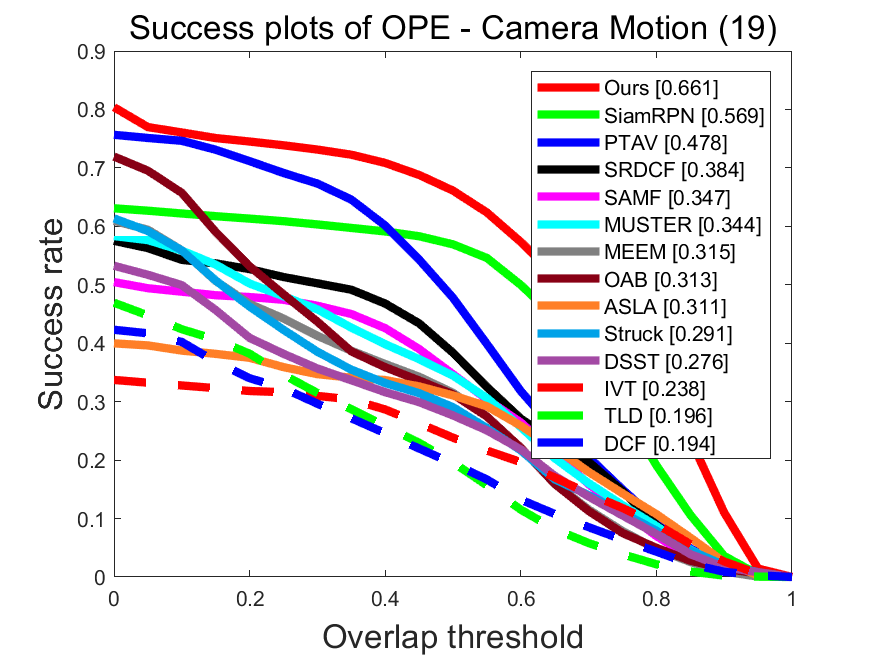 Success plots of OPE - Camera Motion (19)
0.9
0.8
0.7
0.6
0.5
0.4
0.3
0.2
0.1
0
Success rate
Ours [0.661]
SiamRPN [0.569]
PTAV [0.478]
SRDCF [0.384]
SAMF [0.347]
MUSTER [0.344]
MEEM [0.315]
OAB [0.313]
ASLA [0.311]
Struck [0.291]
DSST [0.276]
IVT [0.238]
TLD [0.196]
DCF [0.194]
0 0.2 0.4 0.6 0.8 1
Overlap threshold